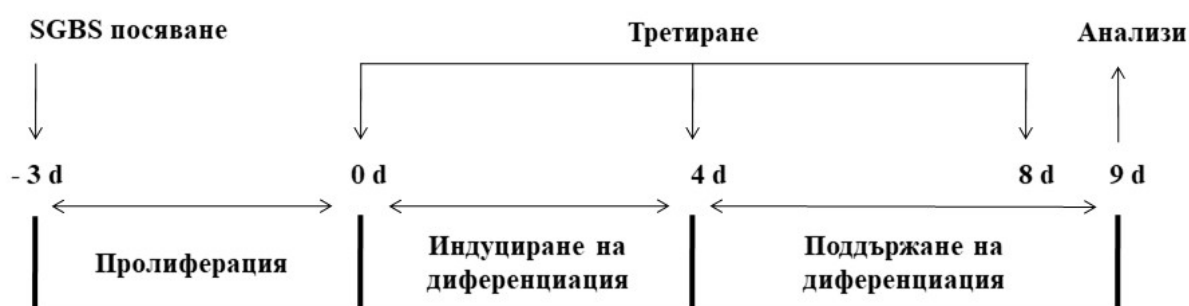 SGBS посяване
Третиране
Анализи
- 3 d
0 d
4 d
8 d
9 d
Пролиферация
Индуциране на
диференциация
Поддържане на
диференциация